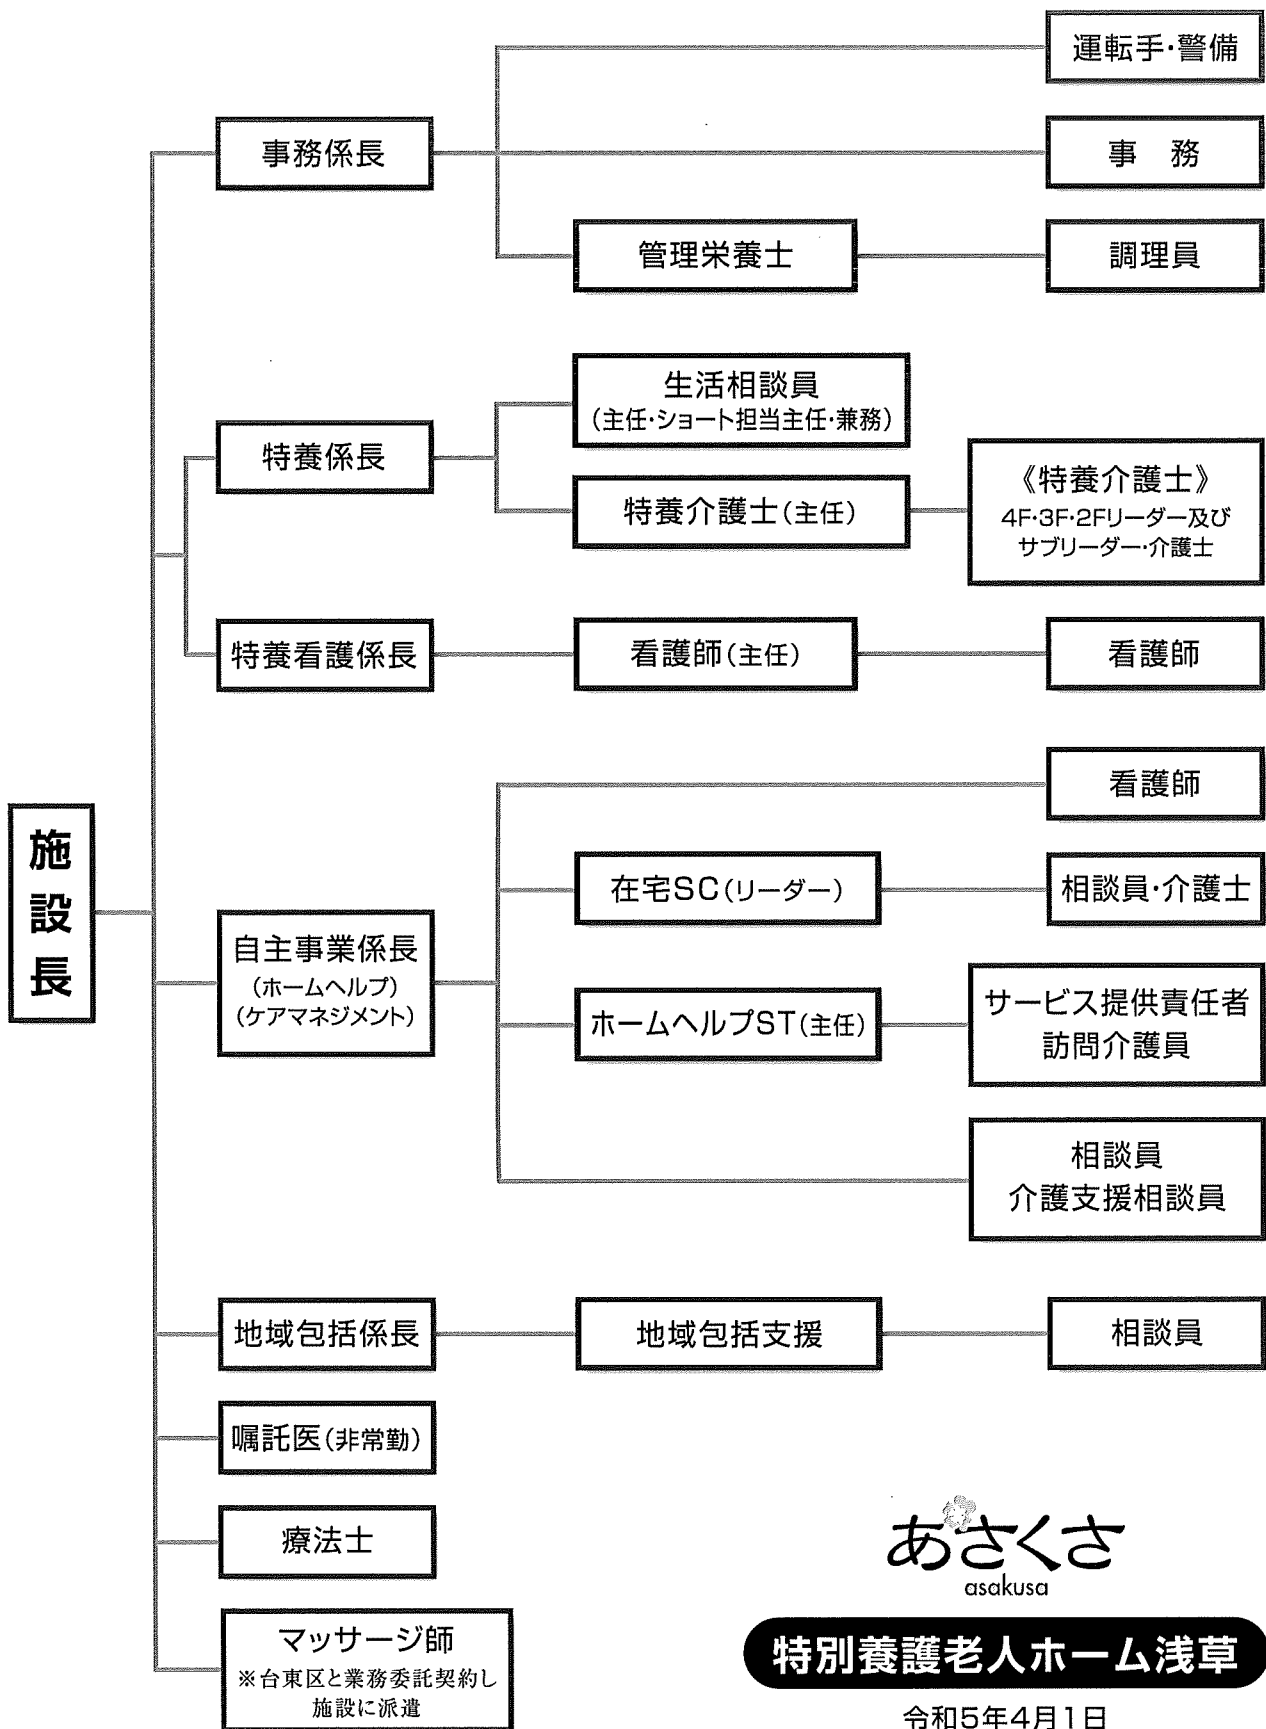 運転手・警備
事務係長
事　務
管理栄養士
調理員
生活相談員
(主任・ショート担当主任・兼務)
特養係長
特養介護士(主任)
《特養介護士》
4F・3F・2Fリーダー及び
サブリーダー・介護士
特養看護係長
看護師(主任)
看護師
看護師
施設長
在宅SC(リーダー)
相談員・介護士
自主事業係長
(ホームヘルプ)
(ケアマネジメント)
ホームヘルプST(主任)
サービス提供責任者
訪問介護員
相談員
介護支援相談員
地域包括係長
地域包括支援
相談員
嘱託医(非常勤)
療法士
マッサージ師
※台東区と業務委託契約し
施設に派遣
あさくさ
asakusa
特別養護老人ホーム浅草
令和5年4月1日